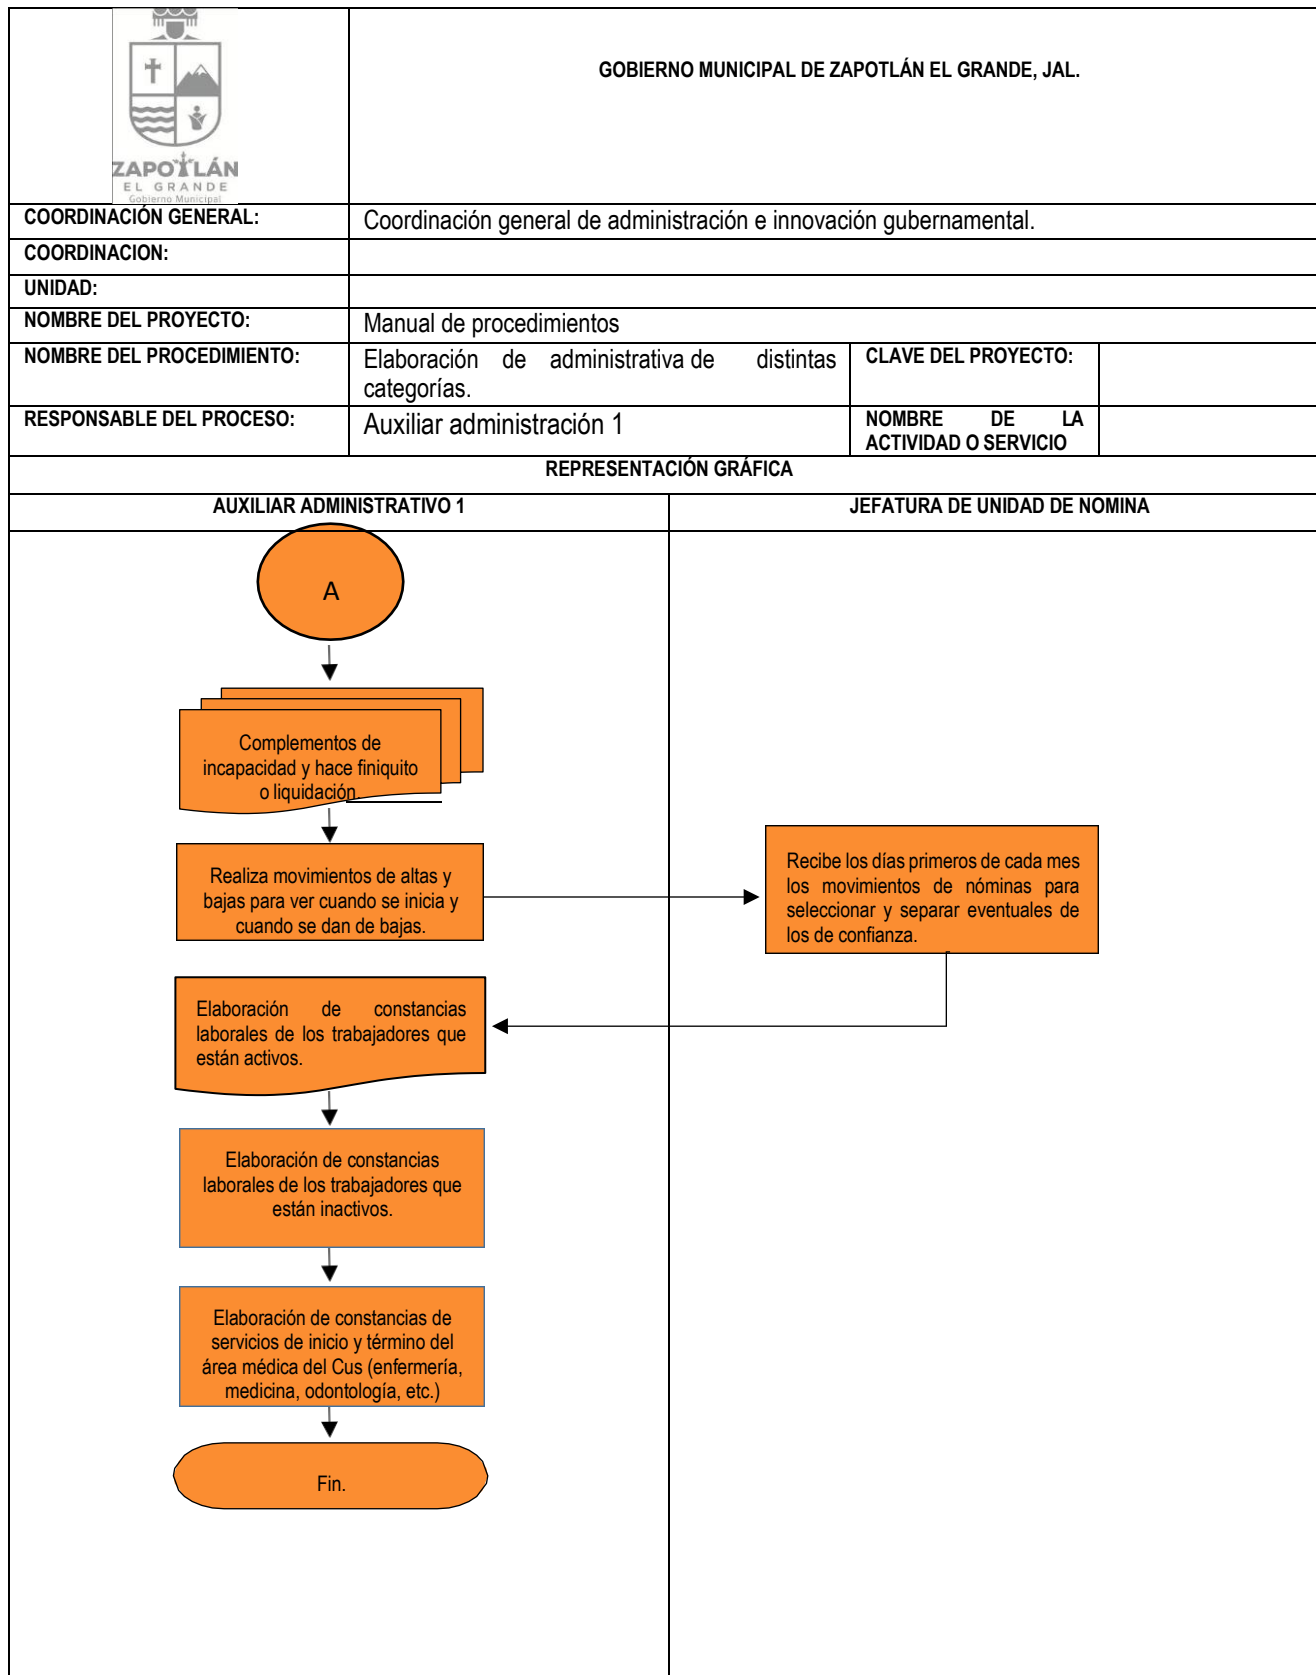 ZAPOTLÁN
EL GRANDE
Gobierno Municipal
GOBIERNO MUNICIPAL DE ZAPOTLÁN EL GRANDE, JAL.
COORDINACIÓN GENERAL:
Coordinación general de administración e innovación gubernamental.
COORDINACION:
UNIDAD:
NOMBRE DEL PROYECTO:
Manual de procedimientos
NOMBRE DEL PROCEDIMIENTO:
Elaboración de administrativa de distintas
categorías.
CLAVE DEL PROYECTO:
RESPONSABLE DEL PROCESO:
Auxiliar administración 1
NOMBRE DE LA
ACTIVIDAD O SERVICIO
REPRESENTACIÓN GRÁFICA
AUXILIAR ADMINISTRATIVO 1
JEFATURA DE UNIDAD DE NOMINA
A
Complementos de
incapacidad y hace finiquito
o liquidación.
Realiza movimientos de altas y
bajas para ver cuando se inicia y
cuando se dan de bajas.
Recibe los días primeros de cada mes
los movimientos de nóminas para
seleccionar y separar eventuales de
los de confianza.
Elaboración de constancias
laborales de los trabajadores que
están activos.
Elaboración de constancias
laborales de los trabajadores que
están inactivos.
Elaboración de constancias de
servicios de inicio y término del
área médica del Cus (enfermería,
medicina, odontología, etc.)
Fin.